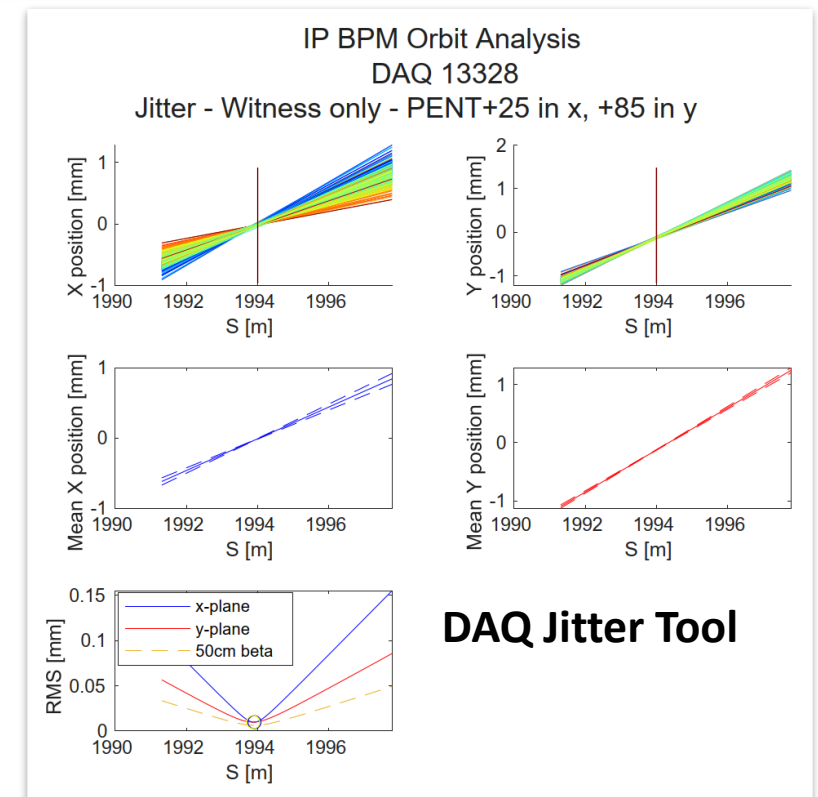 IP BPM Orbit Analysis
DAQ 13328
Jitter - Witness only - PENT+25 in x, +85 in y
X position [mm]
1
0
-1
1990 1992 1994 1996
S [m]
Y position [mm]
2
1
0
-1
1990 1992 1994 1996
S [m]
Mean X position [mm]
1
0
-1
1990 1992 1994 1996
S [m]
Mean Y position [mm]
1
0
-1
1990 1992 1994 1996
S [m]
RMS [mm]
0.15
0.1
0.05
0
x-plane
y-plane
50cm beta
1990 1992 1994 1996
S [m]
DAQ Jitter Tool